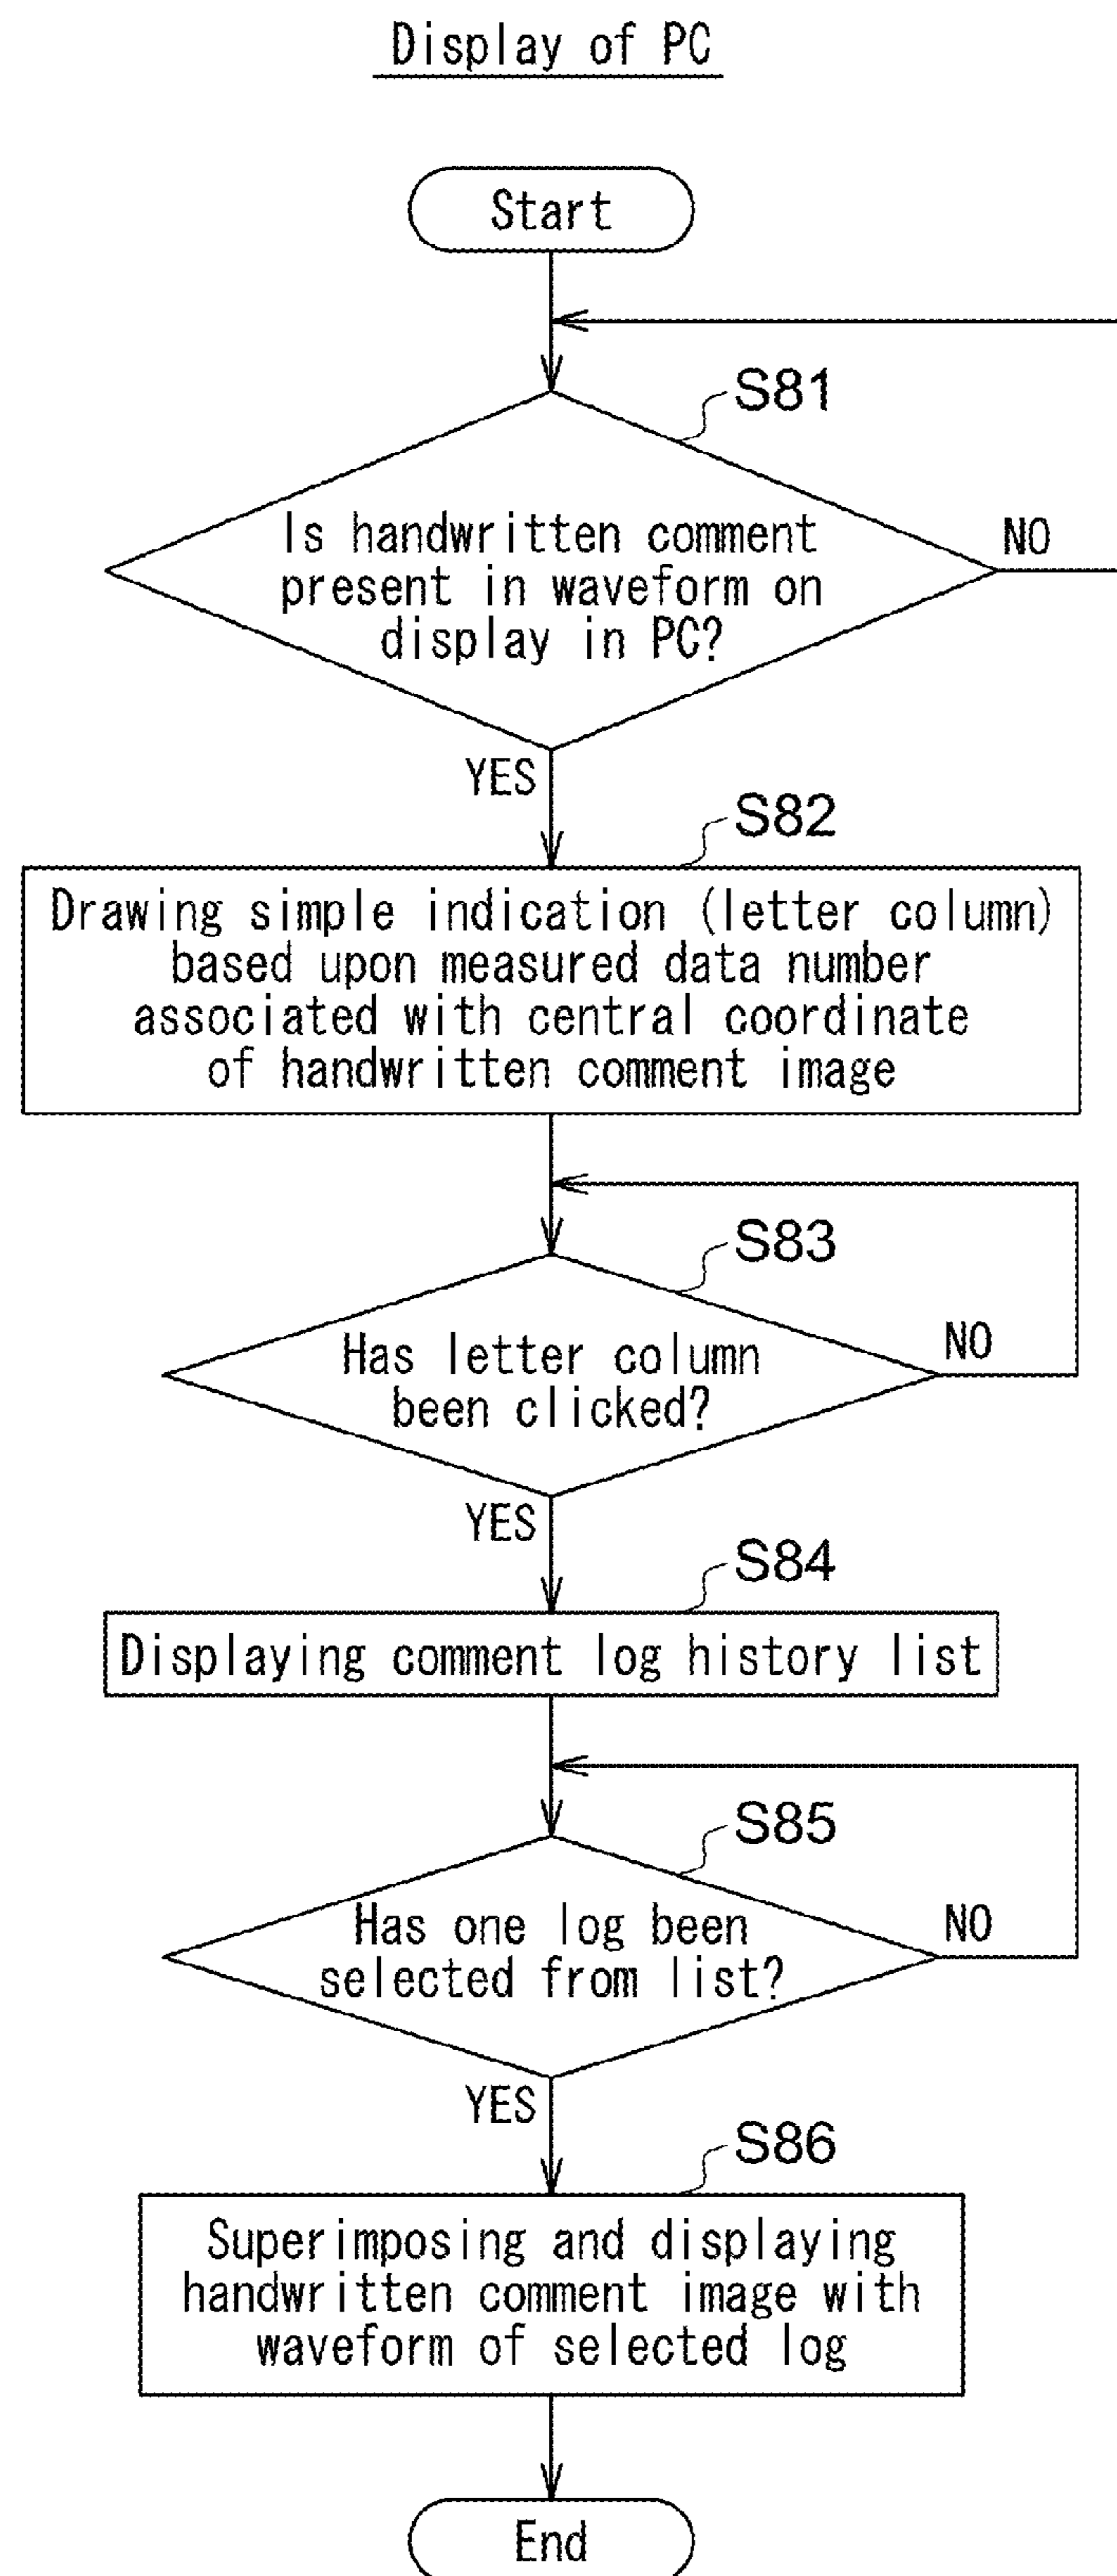 Display of PC
Start
S81
Is handwritten comment
present in waveform on
display in PC?
NO
YES
S82
Drawing simple indication (letter column)
based upon measured data number
associated with central coordinate
of handwritten comment image
S83
Has letter column
been clicked?
NO
YES
S84
Displaying comment log history list
S85
Has one log been
selected from list?
NO
YES
S86
Superimposing and displaying
handwritten comment image with
waveform of selected log
End